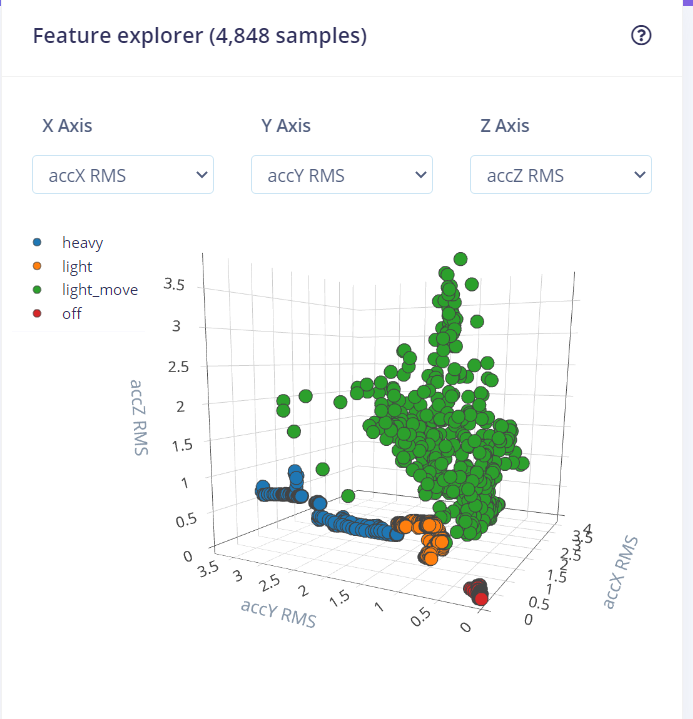 Feature explorer (4,848 samples)
X Axis Y Axis Z Axis
accX RMS accY RMS accZ RMS
heavy
light
light_move
off
3.5
3
2.5
2
1.5
1
0.5
0
accZ RMS
3.5
3
2.5
2
1.5
1
0.5
0
accY RMS
4
3.5
3
2.5
2
1.5
1
0.5
0
accX RMS